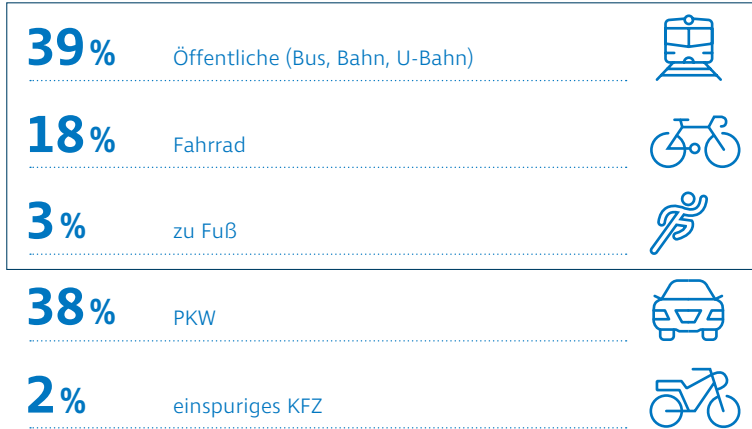 39% Öffentliche (Bus, Bahn, U-Bahn)
18% Fahrrad
3% zu Fuß
38% PKW
2% einspuriges KFZ